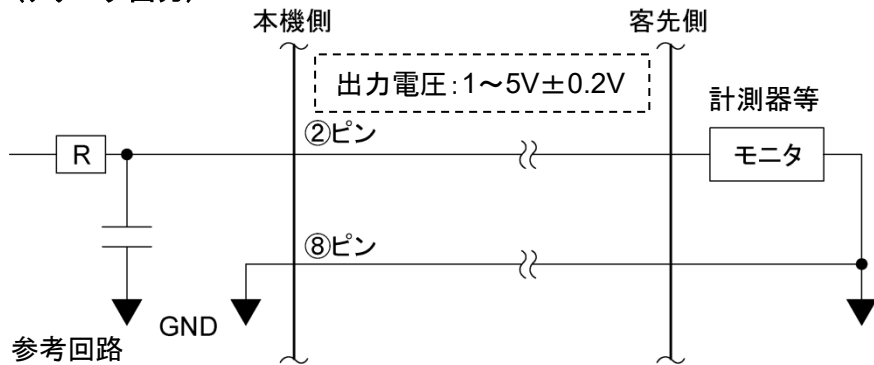 本機側
客先側
出力電圧:1～5V±0.2V
計測器等
②ピン
R
モニタ
⑧ピン
GND
参考回路